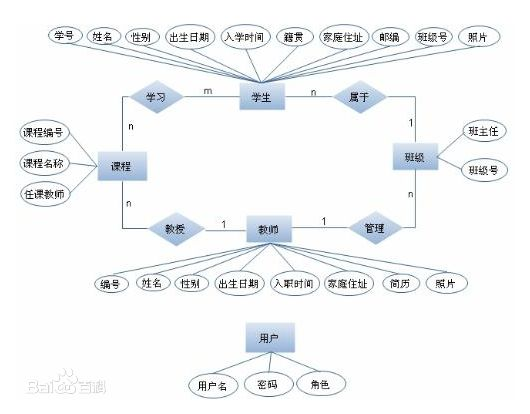 学号 姓名 性别 出生日期 入学时间 籍贯 家庭住址 邮编 班级号 照片
学习 m 学生 n 属于
n 1
课程编号
课程名称
任课教师
课程
班级
班主任
班级号
n n
教授 1 教师 1 管理
编号 姓名 性别 出生日期 入职时间 家庭住址 简历 照片
用户
用户名 密码 角色
Bai百科